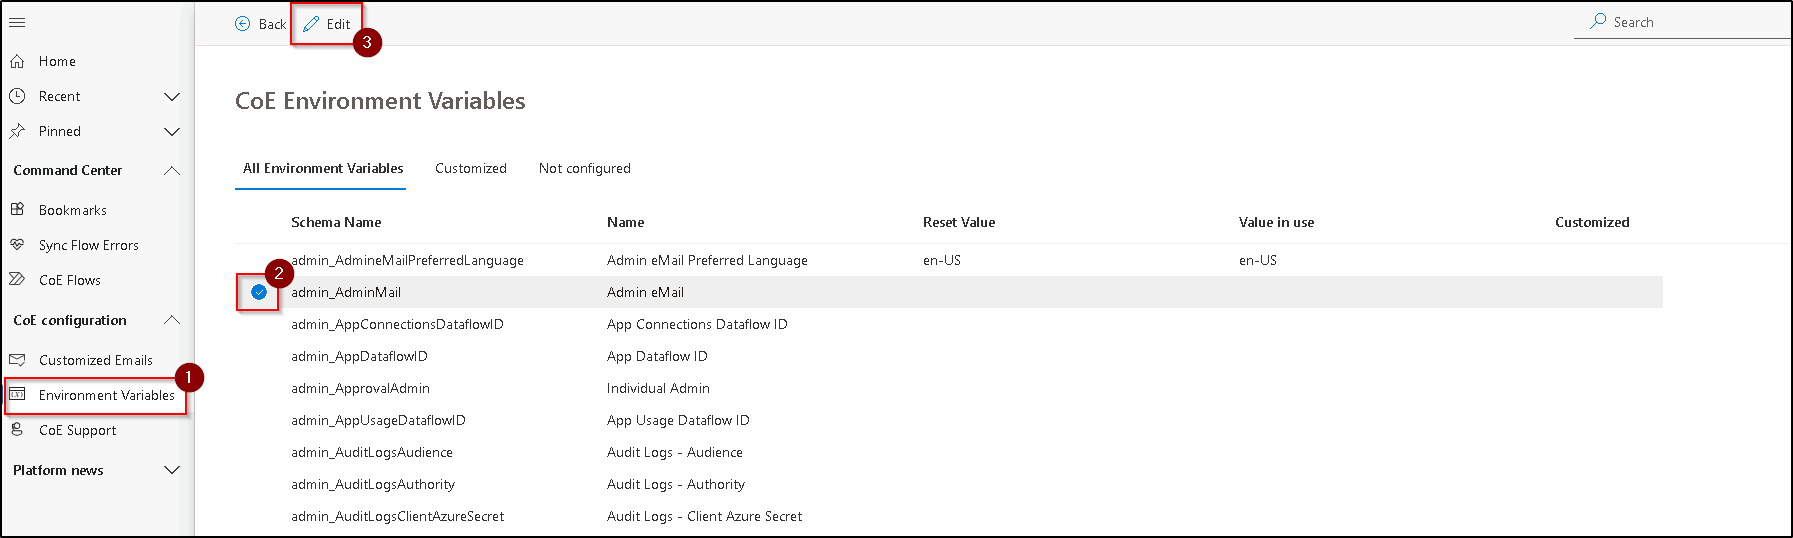 Back Edit 3 Search
Home
Recent
Pinned
Command Center
Bookmarks
Sync Flow Errors
CoE Flows
CoE configuration
Customized Emails
1
Environment Variables
CoE Support
Platform news
CoE Environment Variables
All Environment Variables Customized Not configured
Schema Name Name Reset Value Value in use Customized
admin_AdmineMailPreferredLanguage Admin eMail Preferred Language en-US en-US
2
admin_AdminMail Admin eMail
admin_AppConnectionsDataflowID App Connections Dataflow ID
admin_AppDataflowID App Dataflow ID
admin_ApprovalAdmin Individual Admin
admin_AppUsageDataflowID App Usage Dataflow ID
admin_AuditLogsAudience Audit Logs - Audience
admin_AuditLogsAuthority Audit Logs - Authority
admin_AuditLogsClientAzureSecret Audit Logs - Client Azure Secret